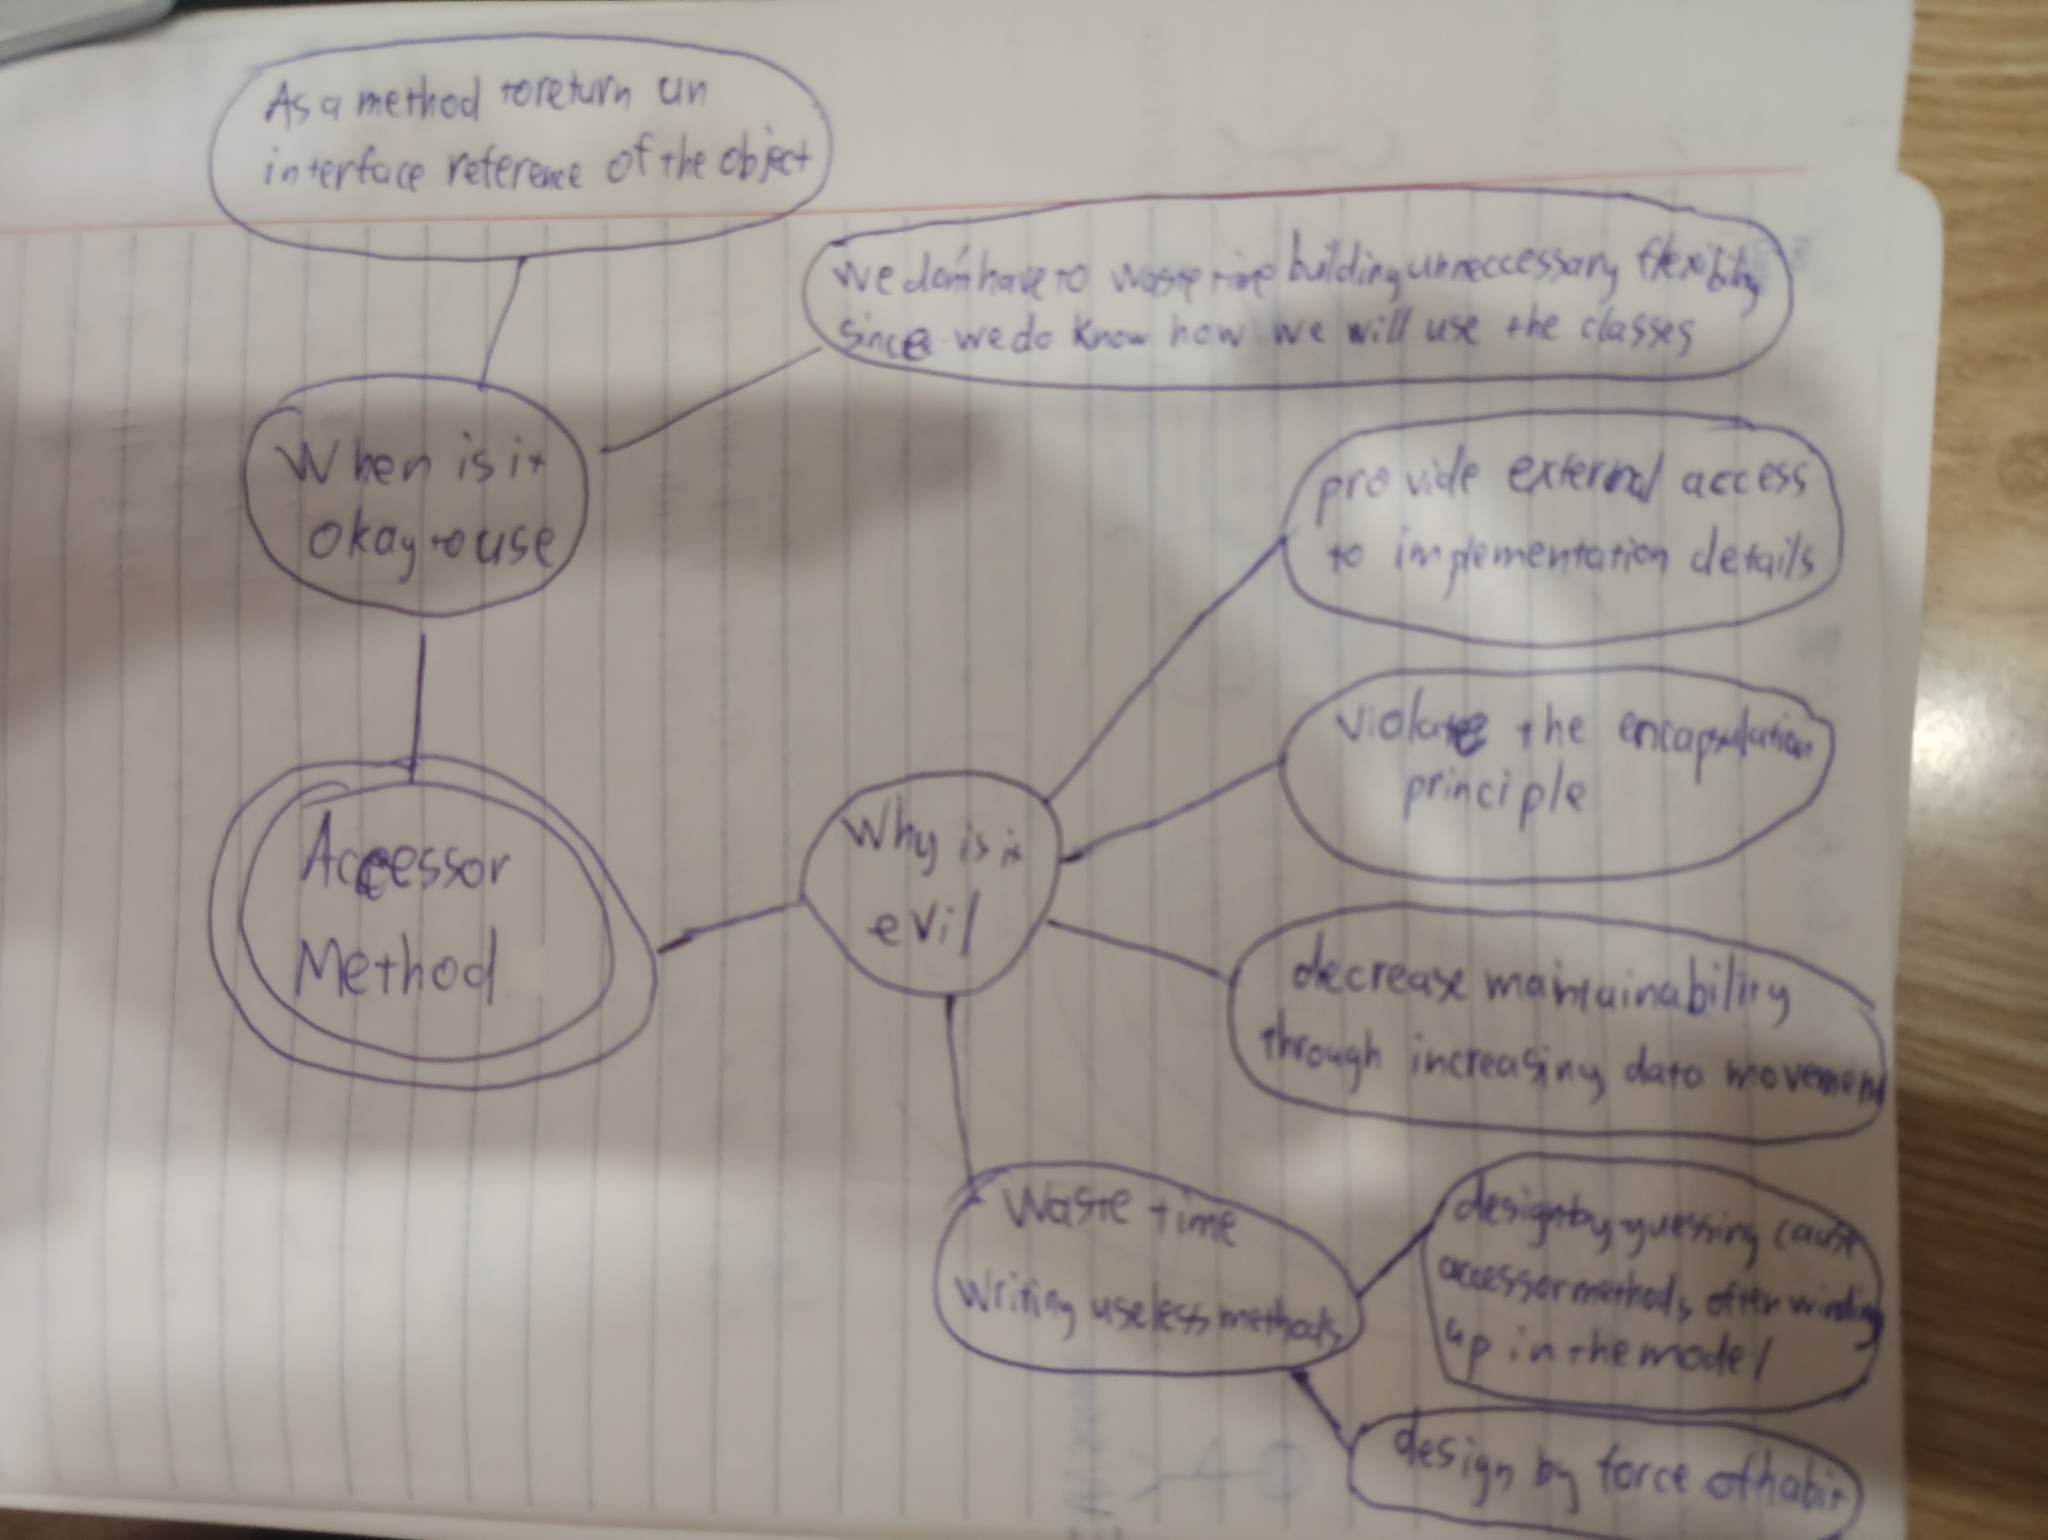 As a method to return un
interface reference of the object
We don't have to waste time building unneccessary flexibility
since we do know how we will use the classes
When is it
okay to use
provide external access
to implementation details
violate the encapsulation
principle
Accessor
Method
Why is it
evil
decrease maintainability
through increasing data movement
Waste time
writing useless methods
design by guessing cause
accessor methods often winding
up in the model
design by force of habit